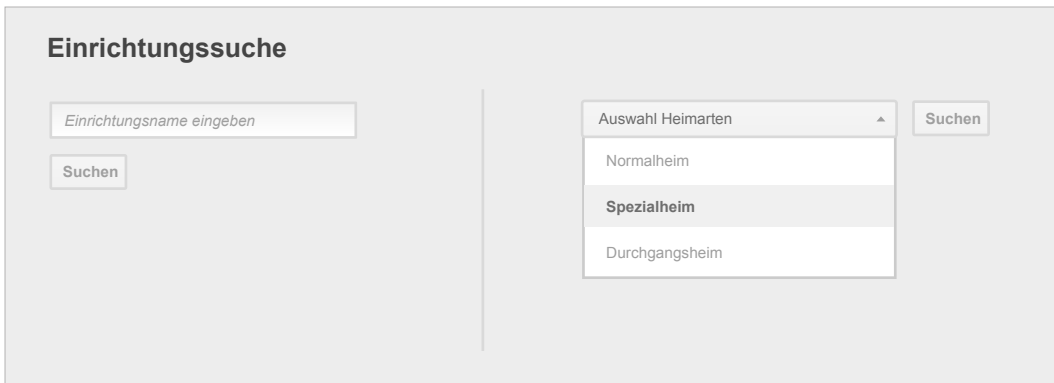 Einrichtungssuche
Einrichtungsname eingeben
Suchen
Auswahl Heimarten
Suchen
Normalheim
Spezialheim
Durchgangsheim